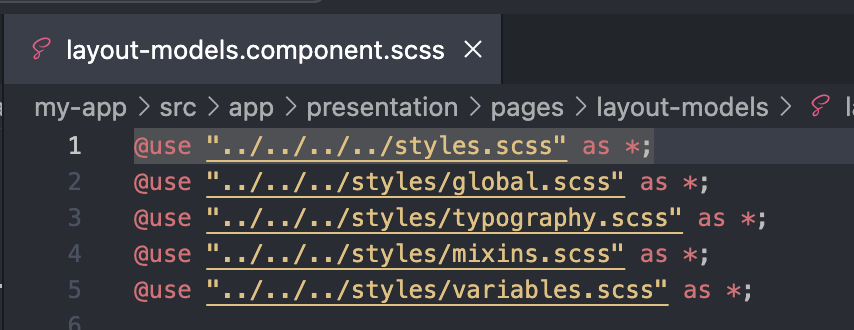 layout-models.component.scss
my-app > src > app > presentation > pages > layout-models >
1 @use "../../../../styles.scss" as *;
2 @use "../../../styles/global.scss" as *;
3 @use "../../../styles/typography.scss" as *;
4 @use "../../../styles/mixins.scss" as *;
5 @use "../../../styles/variables.scss" as *;
6